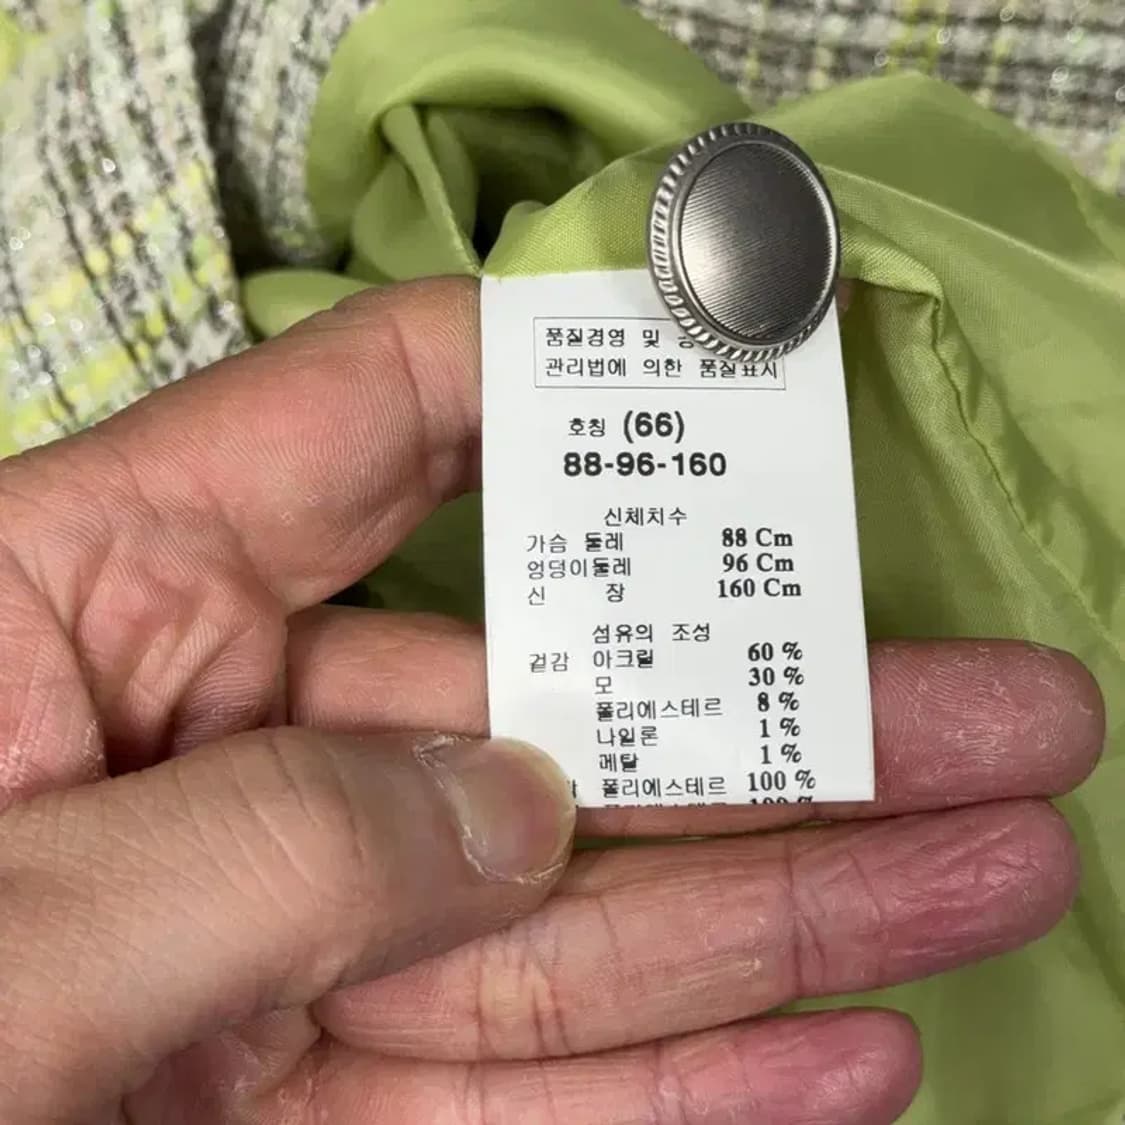 품질경영 및
관리법에 의한 품질표시
호칭 (66)
88-96-160
신체치수
가슴 둘레 88 Cm
엉덩이둘레 96 Cm
신 장 160 Cm
섬유의 조성
겉감 아크릴 60 %
모 30 %
폴리에스테르 8 %
나일론 1 %
메탈 1 %
폴리에스테르 100 %